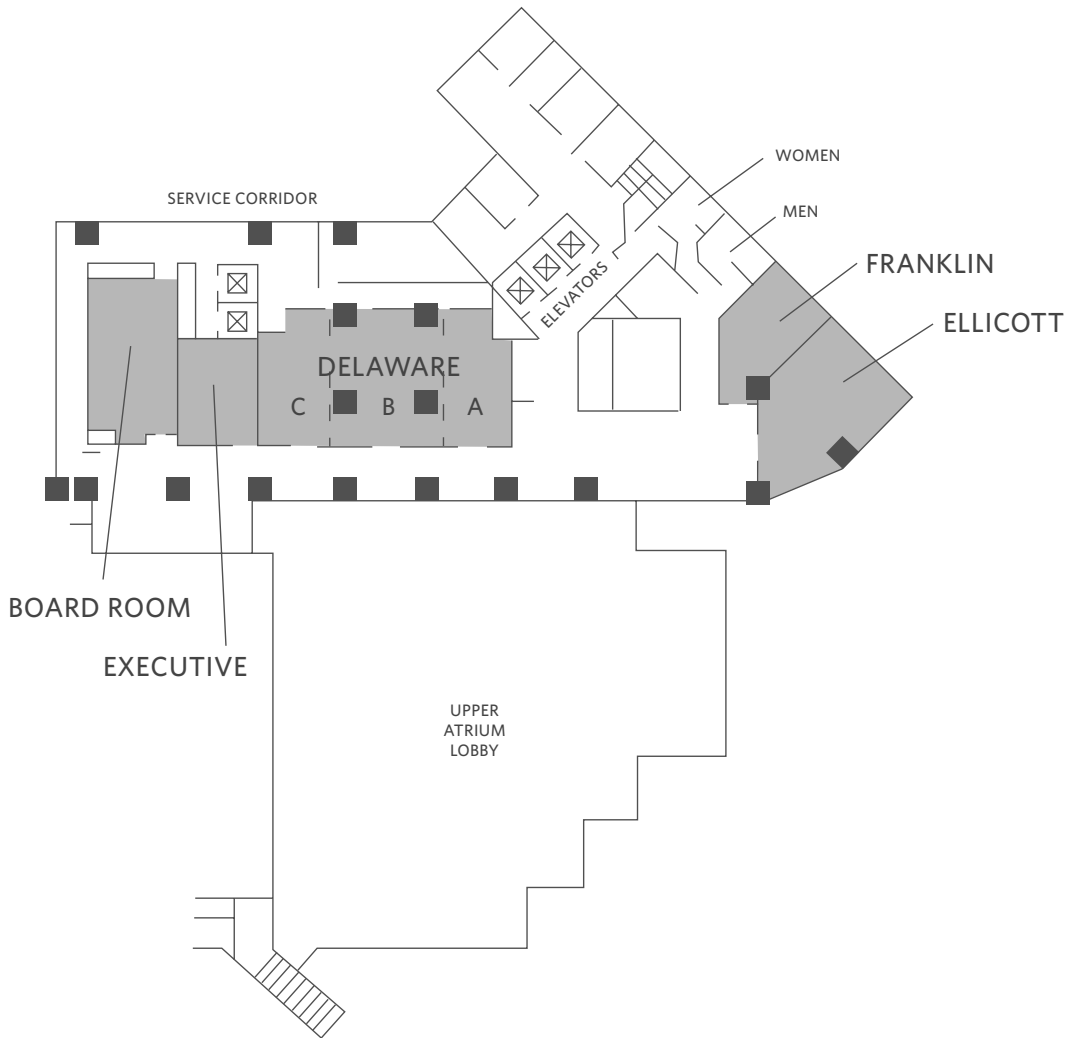 WOMEN
SERVICE CORRIDOR
MEN
FRANKLIN
ELEVATORS
ELLICOTT
DELAWARE
C B A
BOARD ROOM
EXECUTIVE
UPPER
ATRIUM
LOBBY